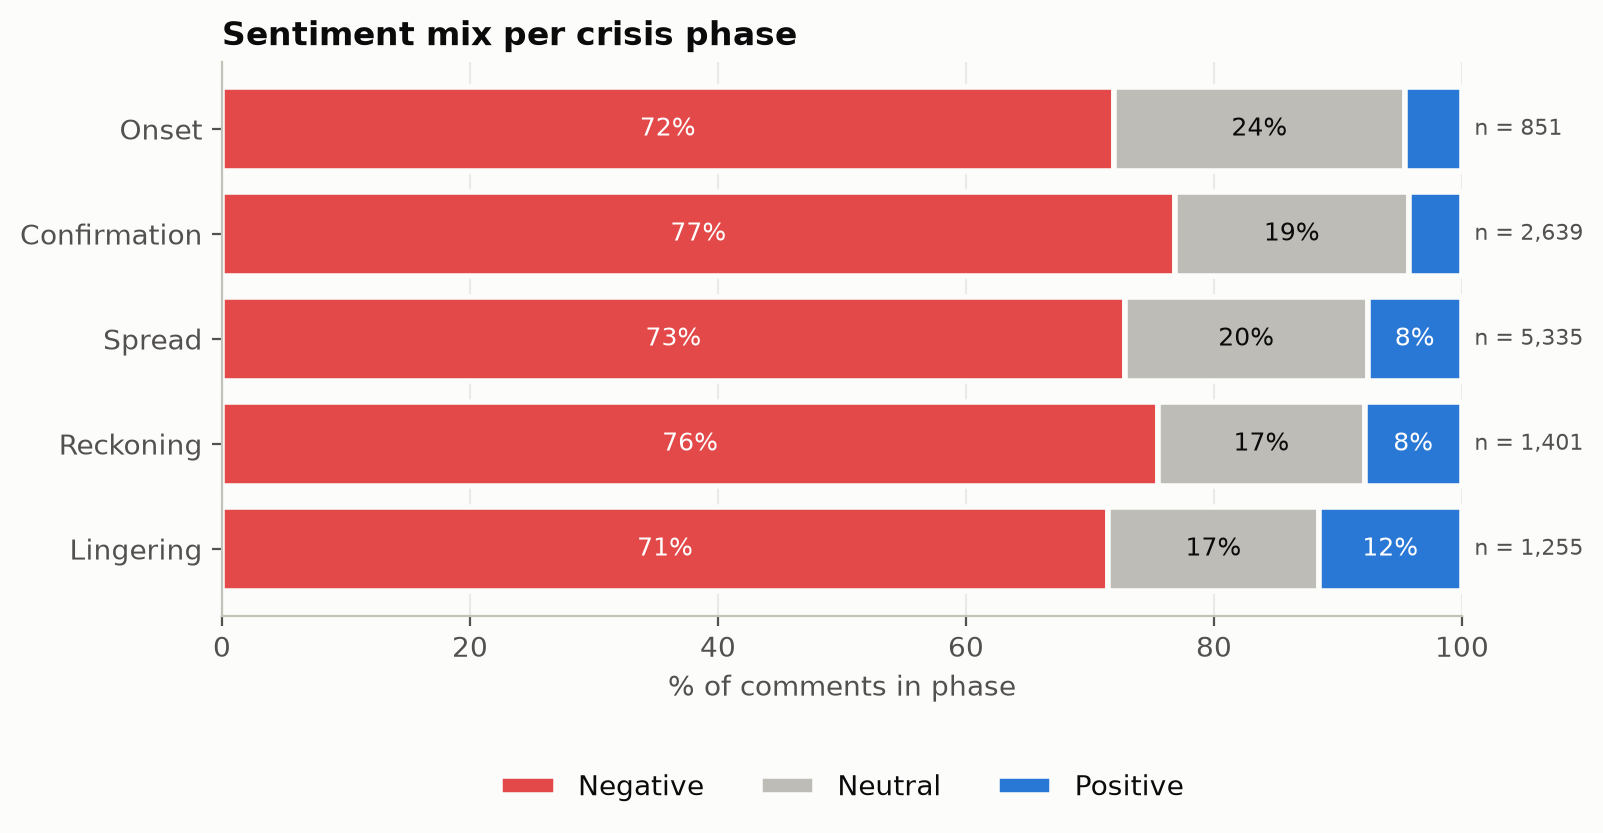 Sentiment mix per crisis phase
Onset 72% 24% n = 851
Confirmation 77% 19% n = 2,639
Spread 73% 20% 8% n = 5,335
Reckoning 76% 17% 8% n = 1,401
Lingering 71% 17% 12% n = 1,255
0 20 40 60 80 100
% of comments in phase
Negative Neutral Positive